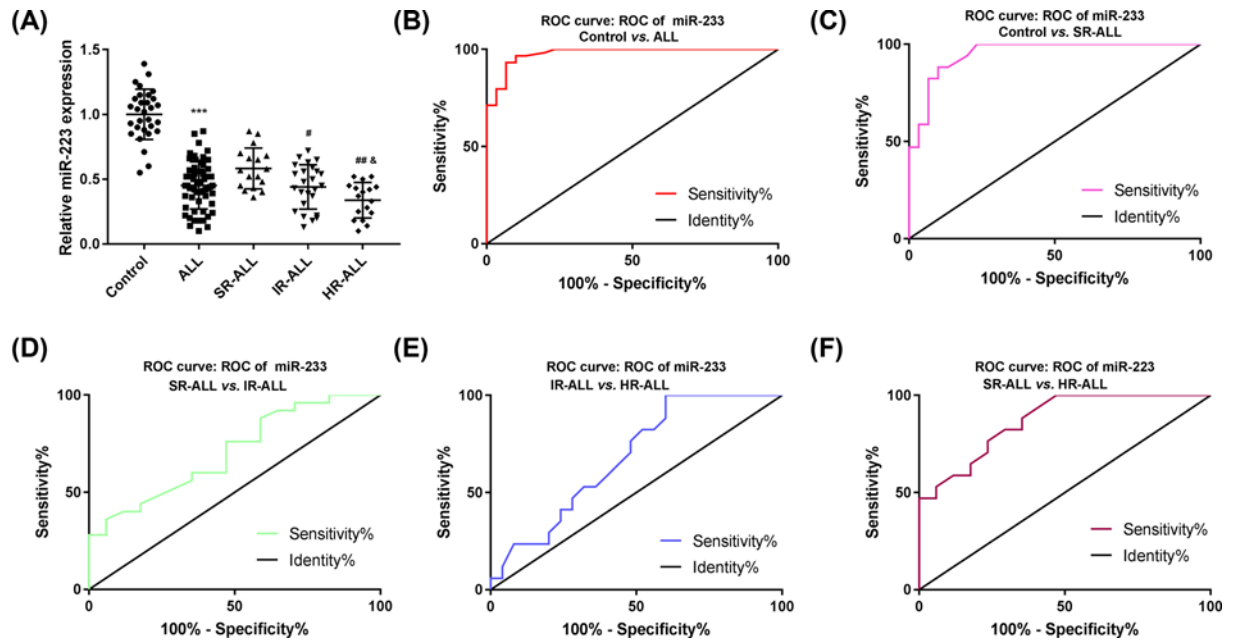 (A)
Relative miR-223 expression
1.5
1.0
0.5
0.0
***
#
## &
Control
ALL
SR-ALL
IR-ALL
HR-ALL
(B)
ROC curve: ROC of miR-233
Control vs. ALL
Sensitivity%
100
50
0
0
50
100
Sensitivity%
Identity%
100% - Specificity%
(C)
ROC curve: ROC of miR-233
Control vs. SR-ALL
Sensitivity%
100
50
0
0
50
100
Sensitivity%
Identity%
100% - Specificity%
(D)
ROC curve: ROC of miR-233
SR-ALL vs. IR-ALL
Sensitivity%
100
50
0
0
50
100
Sensitivity%
Identity%
100% - Specificity%
(E)
ROC curve: ROC of miR-233
IR-ALL vs. HR-ALL
Sensitivity%
100
50
0
0
50
100
Sensitivity%
Identity%
100% - Specificity%
(F)
ROC curve: ROC of miR-223
SR-ALL vs. HR-ALL
Sensitivity%
100
50
0
0
50
100
Sensitivity%
Identity%
100% - Specificity%